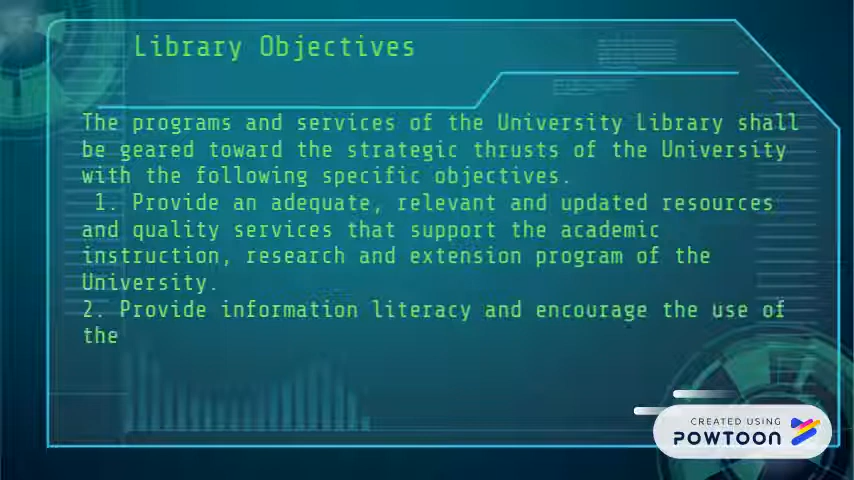 Library Objectives
The programs and services of the University Library shall
be geared toward the strategic thrusts of the University
with the following specific objectives.
1. Provide an adequate, relevant and updated resources
and quality services that support the academic
instruction, research and extension program of the
University.
2. Provide information literacy and encourage the use of
the
CREATED USING
POWTOON